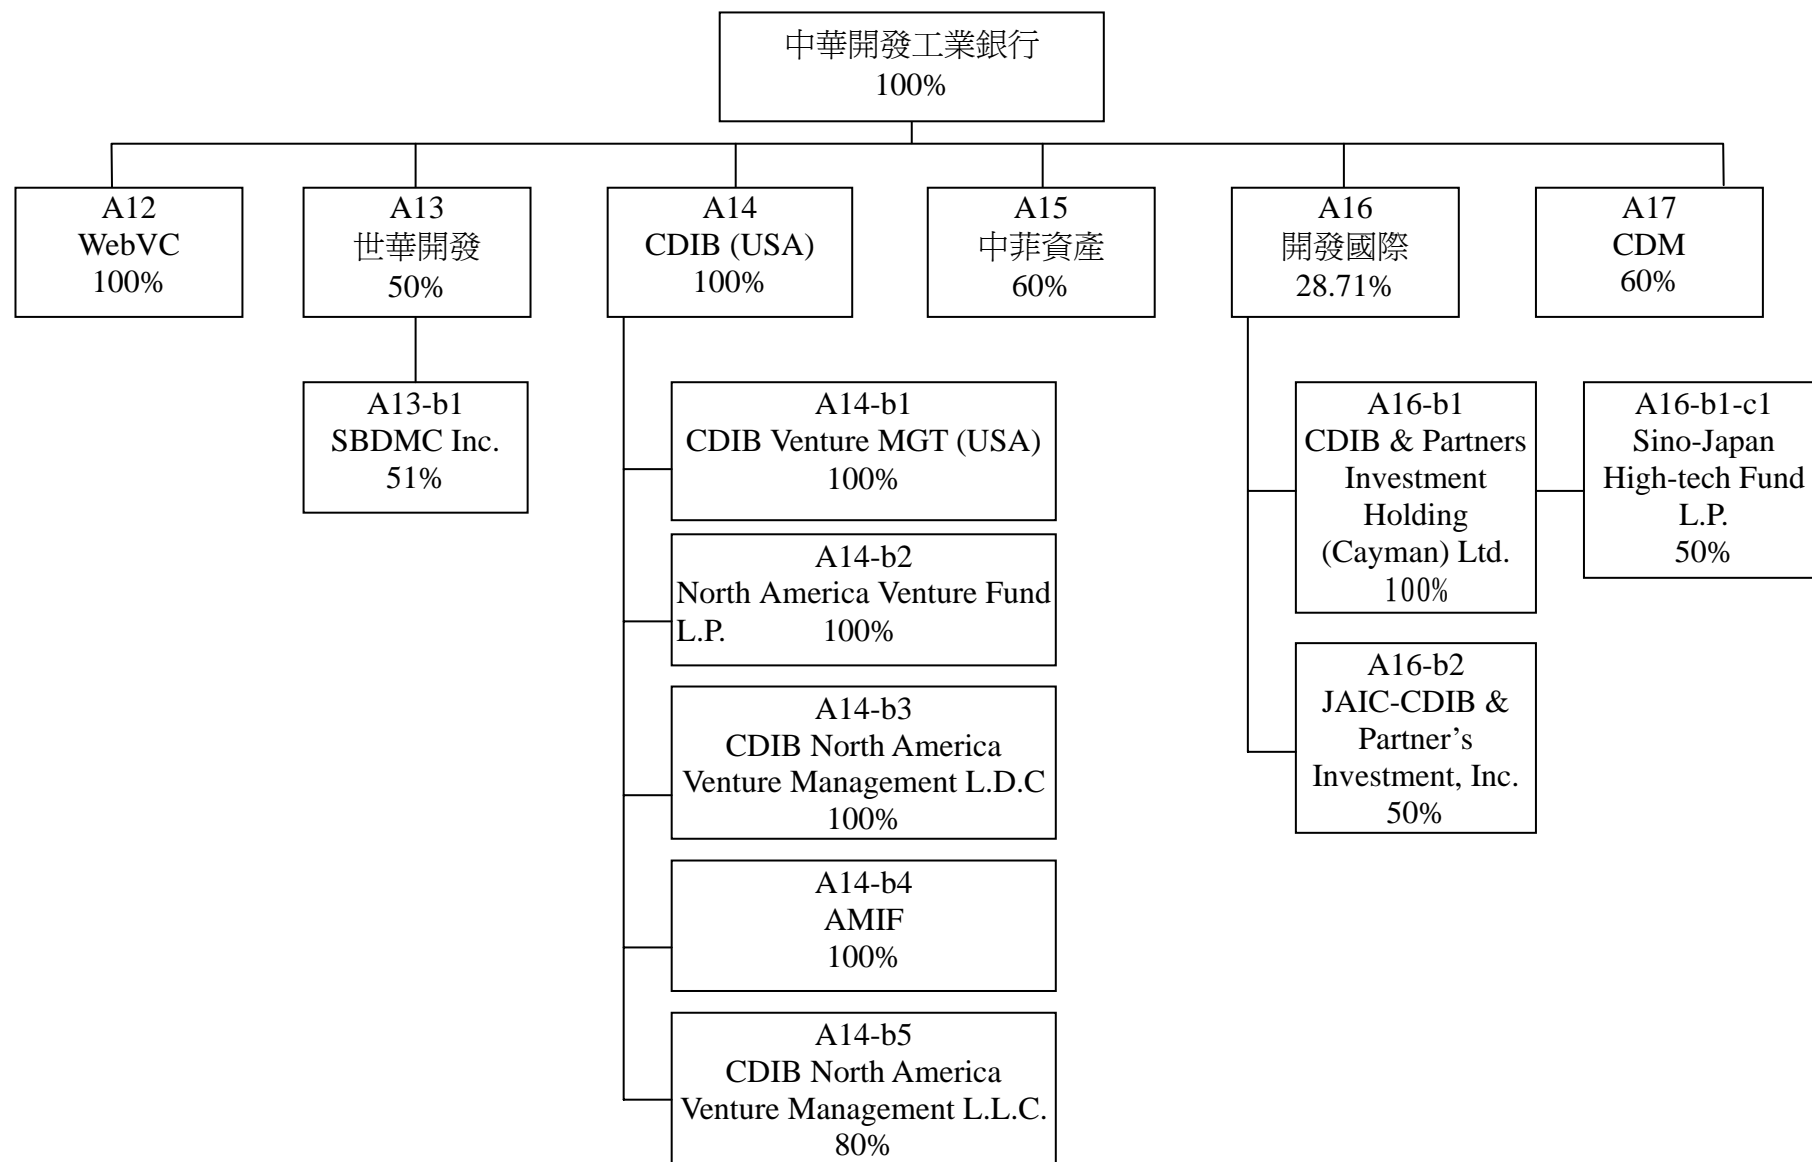 中華開發工業銀行
100%
A12
WebVC
100%
A13
世華開發
50%
A14
CDIB (USA)
100%
A15
中菲資產
60%
A16
開發國際
28.71%
A17
CDM
60%
A13-b1
SBDMC Inc.
51%
A14-b1
CDIB Venture MGT (USA)
100%
A14-b2
North America Venture Fund
L.P. 100%
A14-b3
CDIB North America
Venture Management L.D.C
100%
A14-b4
AMIF
100%
A14-b5
CDIB North America
Venture Management L.L.C.
80%
A16-b1
CDIB & Partners
Investment
Holding
(Cayman) Ltd.
100%
A16-b1-c1
Sino-Japan
High-tech Fund
L.P.
50%
A16-b2
JAIC-CDIB &
Partner’s
Investment, Inc.
50%